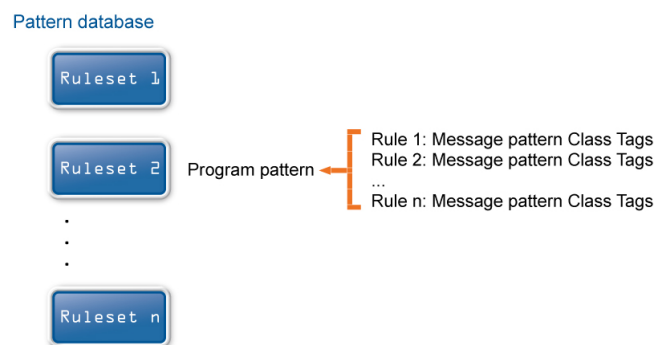 Pattern database
Ruleset 1
Rule 1: Message pattern Class Tags
Rule 2: Message pattern Class Tags
Ruleset 2
Program pattern
...
Rule n: Message pattern Class Tags
.
.
.
Ruleset n